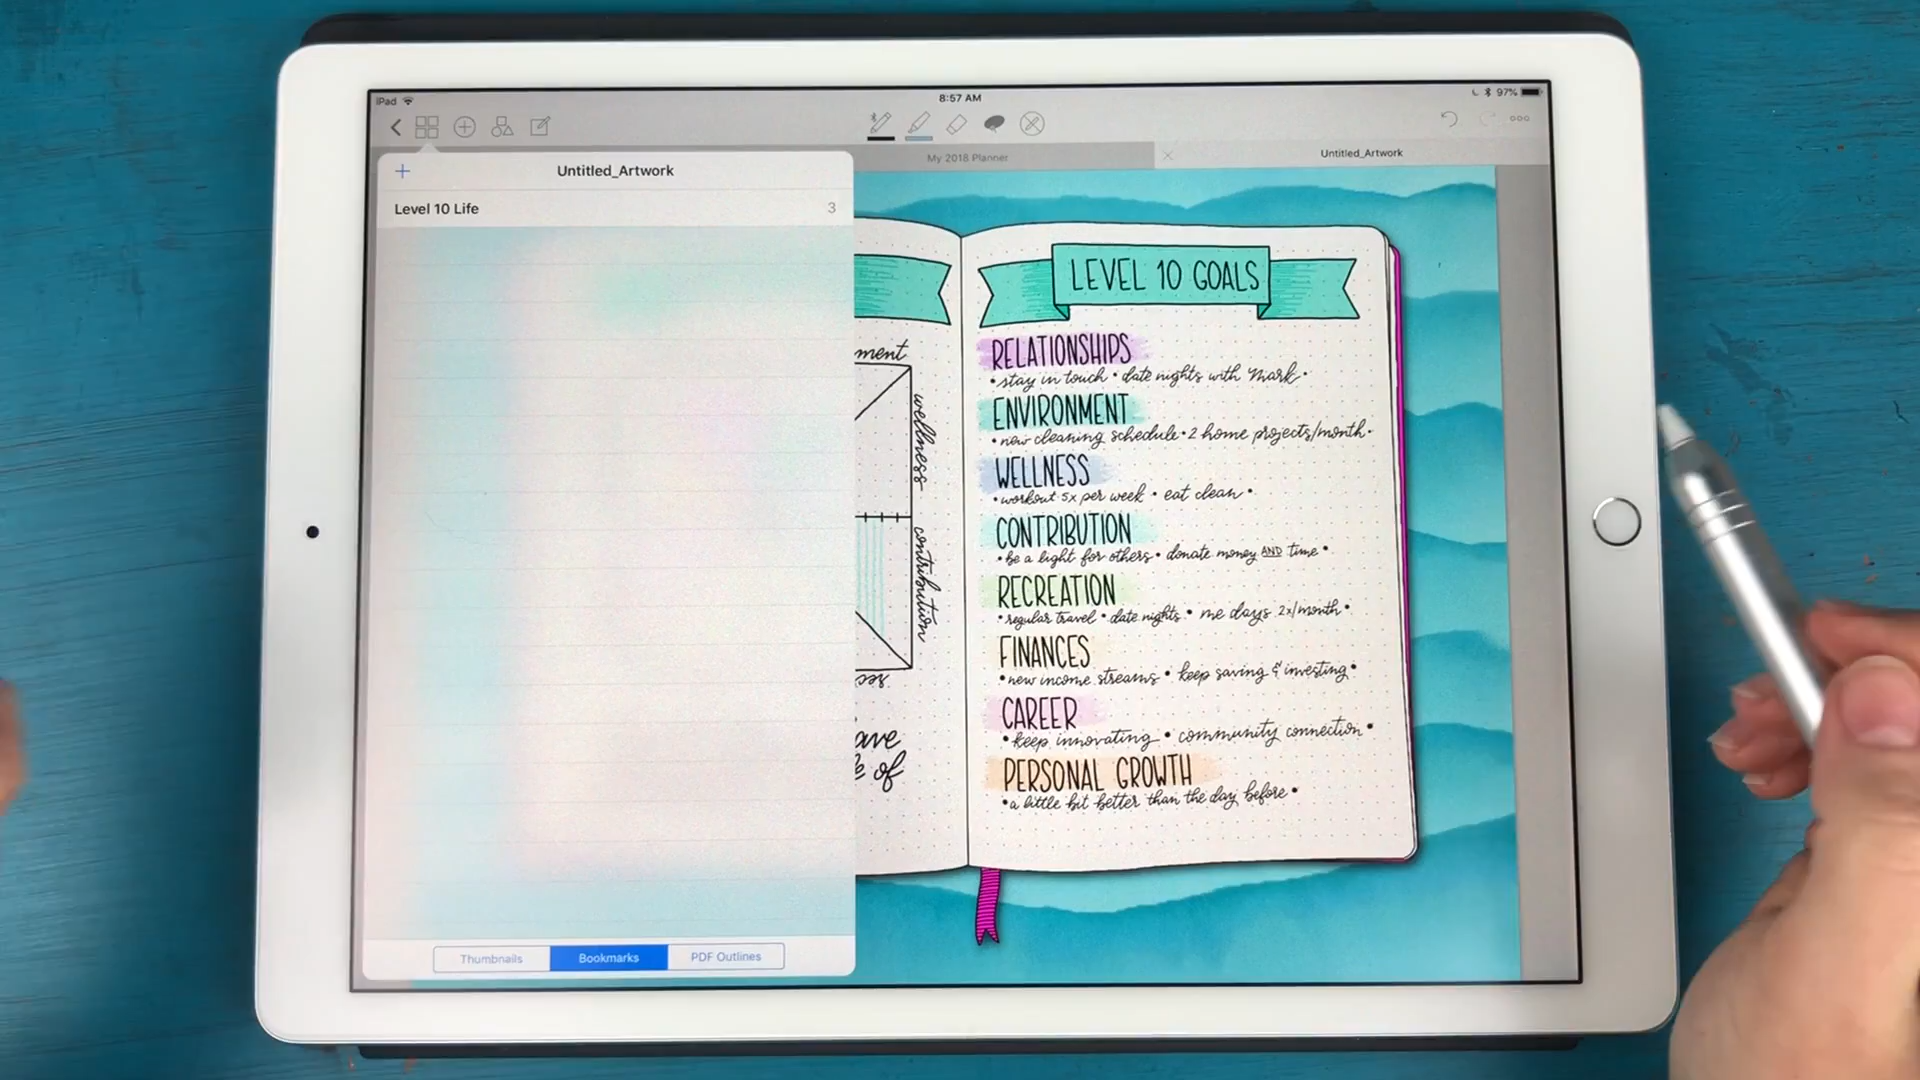 iPad
8:57 AM
97%
My 2018 Planner
Untitled_Artwork
Untitled_Artwork
Level 10 Life 3
Thumbnails Bookmarks PDF Outlines
ment
wellness
contribution
ave
of
LEVEL 10 GOALS
RELATIONSHIPS
• stay in touch • date nights with Mark •
ENVIRONMENT
• new cleaning schedule • 2 home projects/month •
WELLNESS
• workout 5x per week • eat clean •
CONTRIBUTION
• be a light for others • donate money AND time •
RECREATION
• regular travel • date nights • me days 2x/month •
FINANCES
• new income streams • keep saving & investing •
CAREER
• keep innovating • community connection •
PERSONAL GROWTH
• a little bit better than the day before •